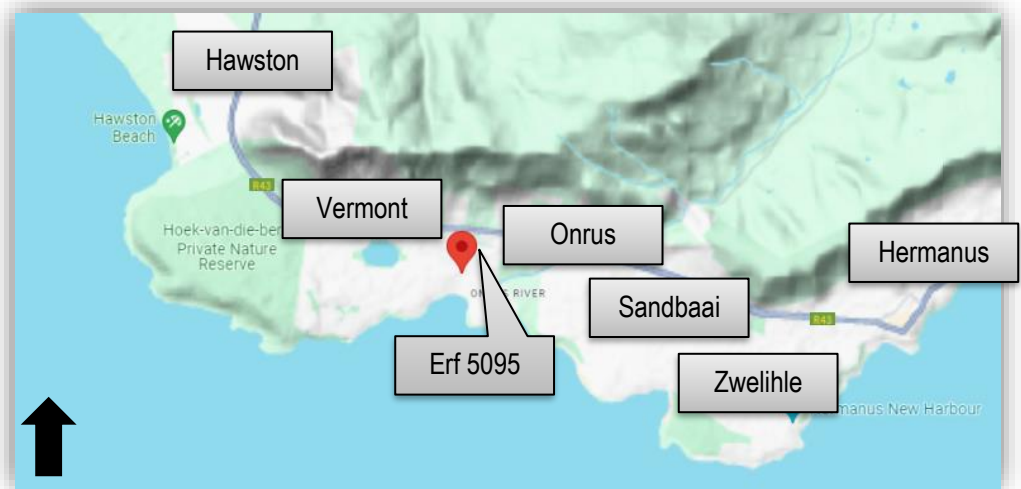 Hawston
Hawston
Beach
R43
Vermont
Hoek-van-die-ber
Private Nature
Reserve
Onrus
Hermanus
RIVER
Sandbaai
R43
Erf 5095
Zwelihle
manus New Harbour